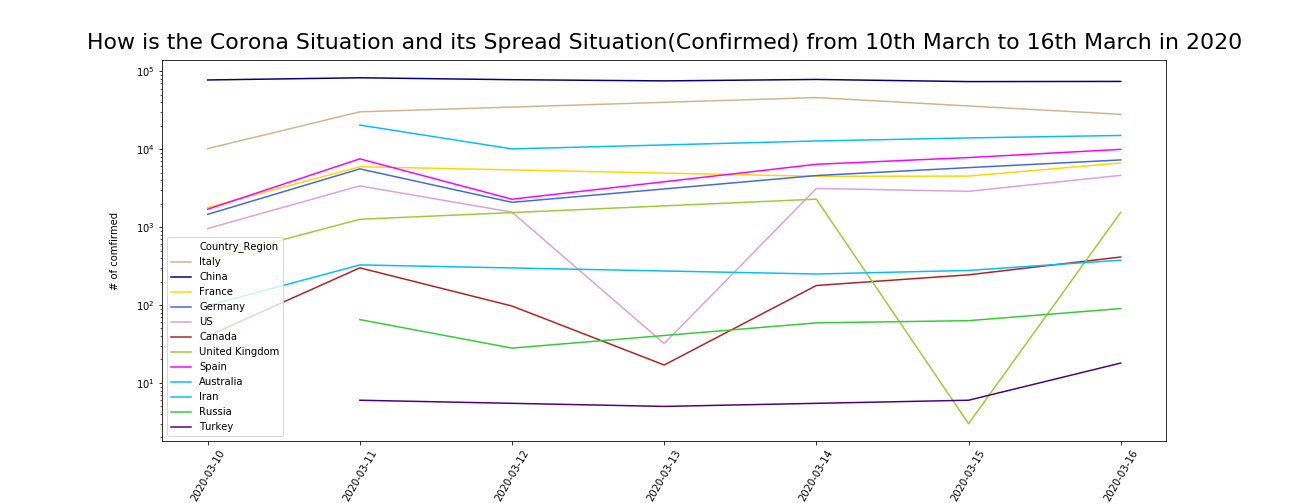 How is the Corona Situation and its Spread Situation(Confirmed) from 10th March to 16th March in 2020
10^5
10^4
10^3
10^2
10^1
# of comfirmed
Country_Region
Italy
China
France
Germany
US
Canada
United Kingdom
Spain
Australia
Iran
Russia
Turkey
2020-03-10
2020-03-11
2020-03-12
2020-03-13
2020-03-14
2020-03-15
2020-03-16